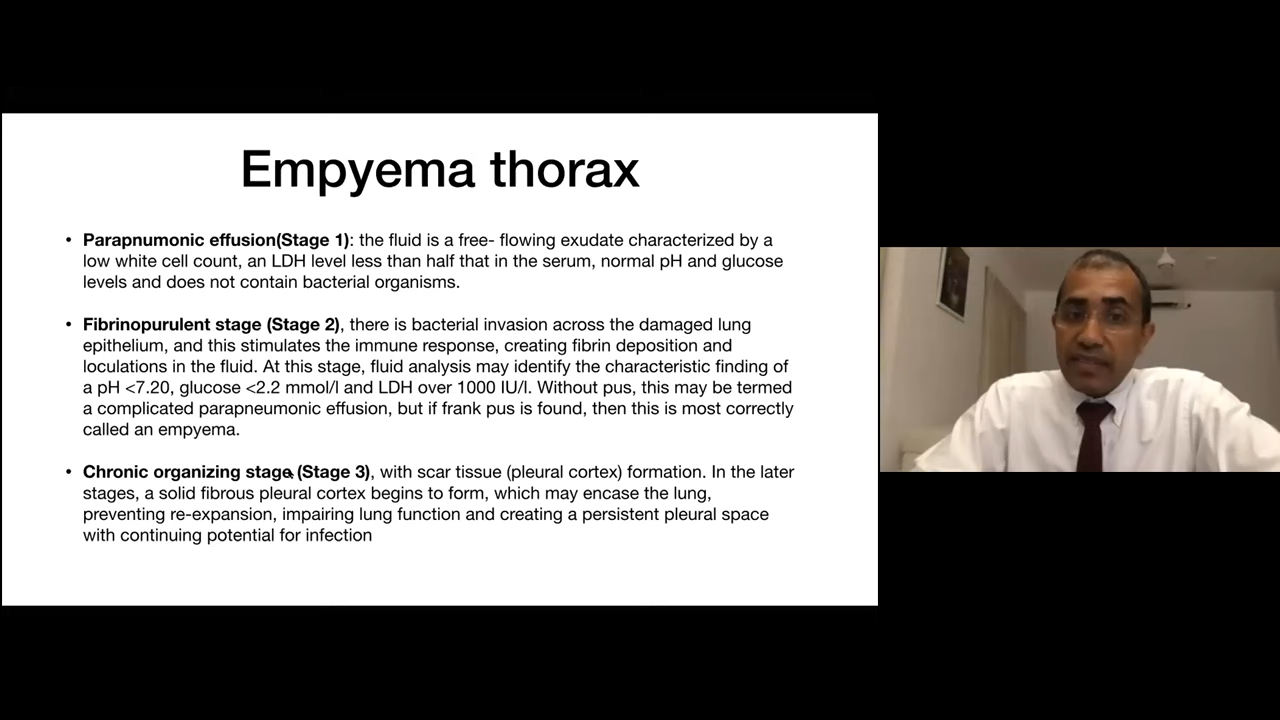 Empyema thorax
• Parapnumonic effusion(Stage 1): the fluid is a free- flowing exudate characterized by a
low white cell count, an LDH level less than half that in the serum, normal pH and glucose
levels and does not contain bacterial organisms.
• Fibrinopurulent stage (Stage 2), there is bacterial invasion across the damaged lung
epithelium, and this stimulates the immune response, creating fibrin deposition and
loculations in the fluid. At this stage, fluid analysis may identify the characteristic finding of
a pH <7.20, glucose <2.2 mmol/l and LDH over 1000 IU/l. Without pus, this may be termed
a complicated parapneumonic effusion, but if frank pus is found, then this is most correctly
called an empyema.
• Chronic organizing stage (Stage 3), with scar tissue (pleural cortex) formation. In the later
stages, a solid fibrous pleural cortex begins to form, which may encase the lung,
preventing re-expansion, impairing lung function and creating a persistent pleural space
with continuing potential for infection